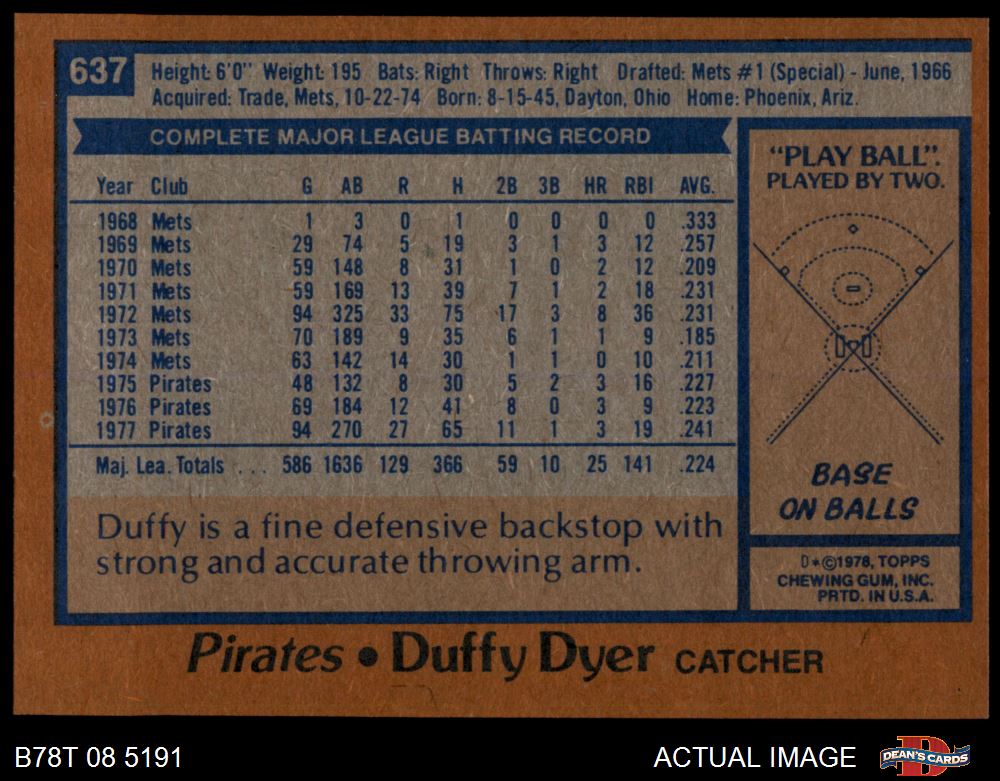 637
Height: 6'0" Weight: 195 Bats: Right Throws: Right Drafted: Mets #1 (Special) - June, 1966
Acquired: Trade, Mets, 10-22-74 Born: 8-15-45, Dayton, Ohio Home: Phoenix, Ariz.
COMPLETE MAJOR LEAGUE BATTING RECORD
Year Club G AB R H 2B 3B HR RBI AVG.
1968 Mets 1 3 0 1 0 0 0 0 .333
1969 Mets 29 74 5 19 3 1 3 12 .257
1970 Mets 59 148 8 31 1 0 2 12 .209
1971 Mets 59 169 13 39 7 1 2 18 .231
1972 Mets 94 325 33 75 17 3 8 36 .231
1973 Mets 70 189 9 35 6 1 1 9 .185
1974 Mets 63 142 14 30 1 1 0 10 .211
1975 Pirates 48 132 8 30 5 2 3 16 .227
1976 Pirates 69 184 12 41 8 0 3 9 .223
1977 Pirates 94 270 27 65 11 1 3 19 .241
Maj. Lea. Totals ... 586 1636 129 366 59 10 25 141 .224
Duffy is a fine defensive backstop with
strong and accurate throwing arm.
"PLAY BALL".
PLAYED BY TWO.
BASE
ON BALLS
D*©1978, TOPPS
CHEWING GUM, INC.
PRTD. IN U.S.A.
Pirates • Duffy Dyer CATCHER
B78T 08 5191
ACTUAL IMAGE
DEAN'S CARDS